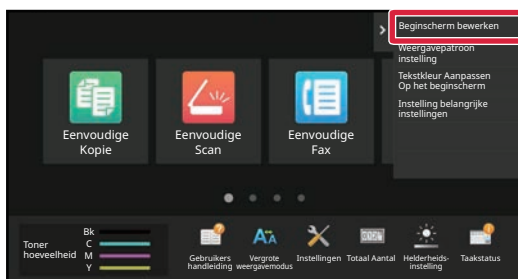 Beginscherm bewerken
Weergavepatroon
instelling
Tekstkleur Aanpassen
Op het beginscherm
Instelling belangrijke
instellingen
Eenvoudige
Kopie
Eenvoudige
Scan
Eenvoudige
Fax
Toner
hoeveelheid
Bk
C
M
Y
Gebruikers
handleiding
Vergrote
weergavemodus
Instellingen
Totaal Aantal
Helderheids-
instelling
Taakstatus